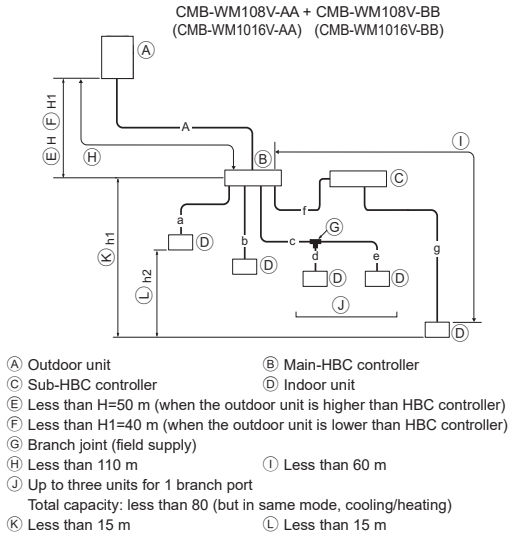 CMB-WM108V-AA + CMB-WM108V-BB
(CMB-WM1016V-AA) (CMB-WM1016V-BB)
Ⓐ
A
Ⓔ H Ⓕ H1
Ⓗ
Ⓑ
Ⓘ
Ⓒ
f
a
Ⓖ
Ⓓ
b
c
g
Ⓚ h1
Ⓓ
d
e
Ⓛ h2
Ⓓ
Ⓓ
Ⓙ
Ⓓ
Ⓐ Outdoor unit Ⓑ Main-HBC controller
Ⓒ Sub-HBC controller Ⓓ Indoor unit
Ⓔ Less than H=50 m (when the outdoor unit is higher than HBC controller)
Ⓕ Less than H1=40 m (when the outdoor unit is lower than HBC controller)
Ⓖ Branch joint (field supply)
Ⓗ Less than 110 m Ⓘ Less than 60 m
Ⓙ Up to three units for 1 branch port
Total capacity: less than 80 (but in same mode, cooling/heating)
Ⓚ Less than 15 m Ⓛ Less than 15 m